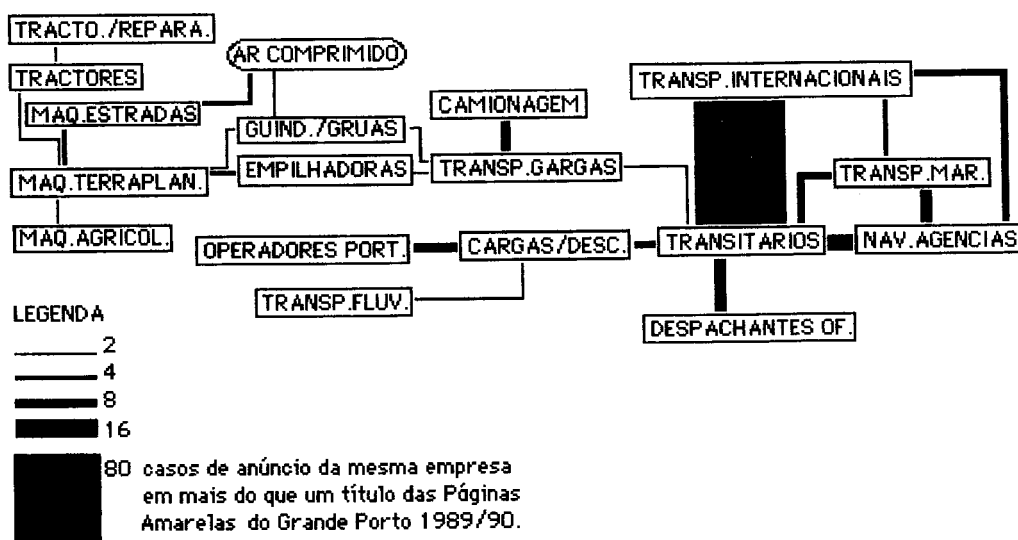 TRACTO./REPARA.
AR COMPRIMIDO
TRACTORES
TRANSP.INTERNACIONAIS
MAQ.ESTRADAS
CAMIONAGEM
GUIND./GRUAS
MAQ.TERRAPLAN.
EMPILHADORAS
TRANSP.GARGAS
TRANSP.MAR.
MAQ.AGRICOL.
OPERADORES PORT.
CARGAS/DESC.
TRANSITARIOS
NAV.AGENCIAS
TRANSP.FLUV.
DESPACHANTES OF.
LEGENDA
2
4
8
16
80 casos de anúncio da mesma empresa
em mais do que um título das Páginas
Amarelas do Grande Porto 1989/90.